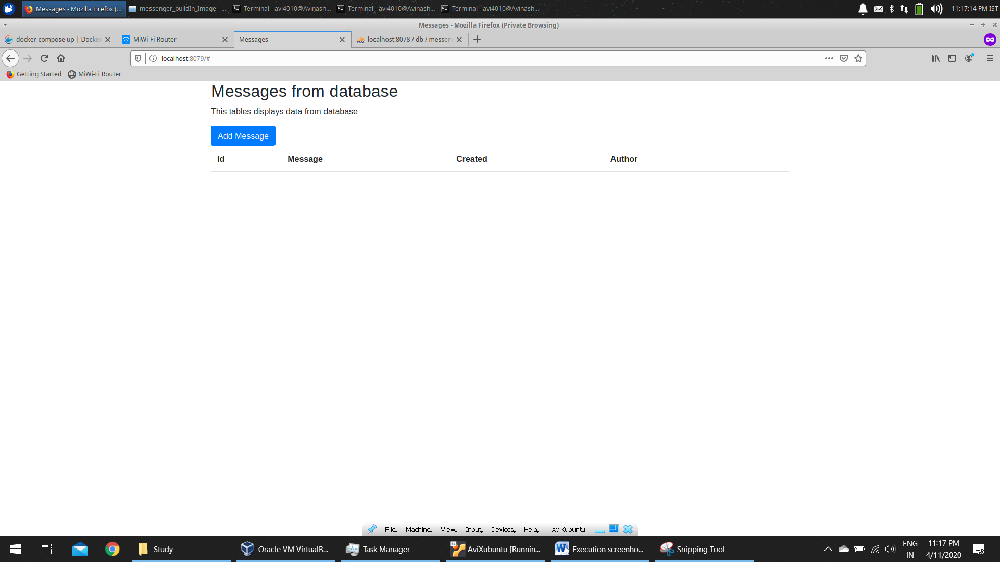 Messages - Mozilla Firefox (...
messenger_buildIn_Image - ...
Terminal - avi4010@Avinash...
Terminal - avi4010@Avinash...
Terminal - avi4010@Avinash...
11:17:14 PM IST
Messages - Mozilla Firefox (Private Browsing)
docker-compose up | Docker
MiWi-Fi Router
Messages
PMA
localhost:8078 / db / messen
localhost:8079/#
Getting Started
MiWi-Fi Router
Messages from database
This tables displays data from database
Add Message
Id Message Created Author
File Machine View Input Devices Help AviXubuntu
Study
Oracle VM VirtualB...
Task Manager
64
AviXubuntu [Runnin...
Execution screenho...
Snipping Tool
ENG
IN
11:17 PM
4/11/2020